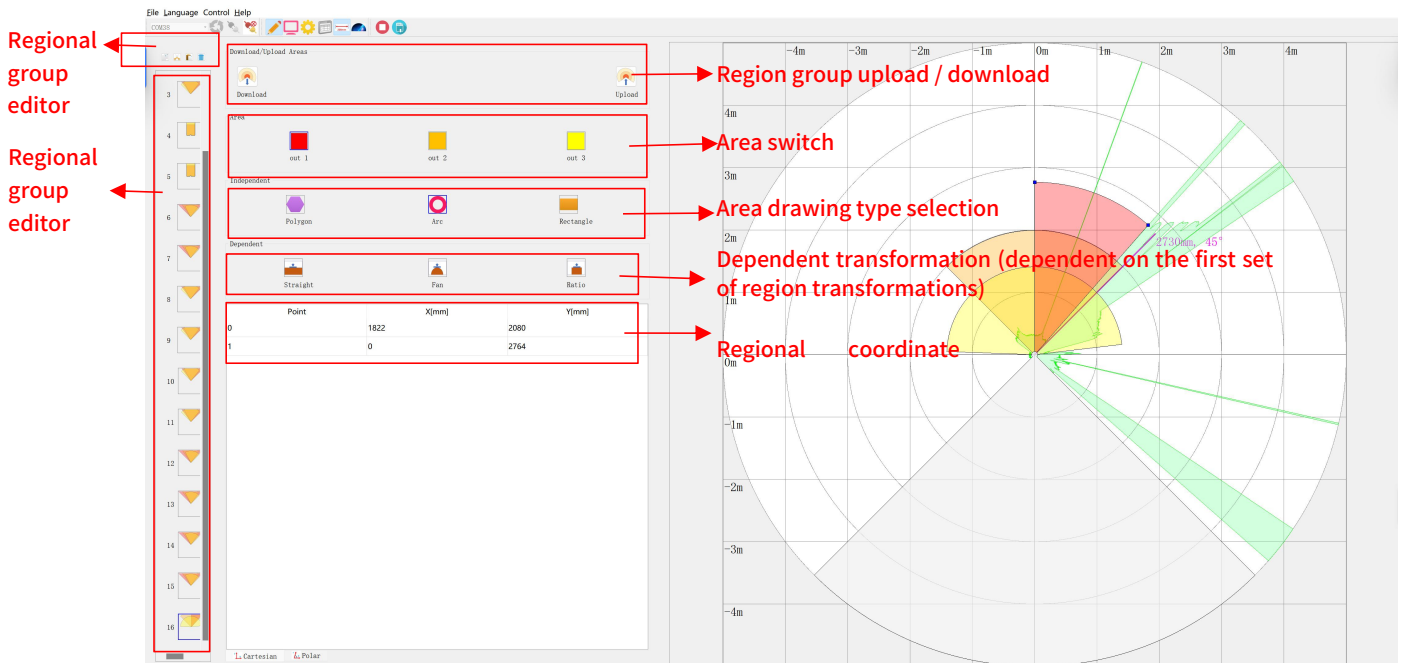 File Language Control Help
COM38
Regional
group
editor
Regional
group
editor
3
4
5
6
7
8
9
10
11
12
13
14
15
16
Download/Upload Areas
Download
Upload
Area
out 1
out 2
out 3
Independent
Polygon
Arc
Rectangle
Dependent
Straight
Fan
Ratio
Point X[mm] Y[mm]
0 1822 2080
1 0 2764
Cartesian
Polar
Region group upload / download
Area switch
Area drawing type selection
Dependent transformation (dependent on the first set
of region transformations)
Regional coordinate
-4m -3m -2m -1m 0m 1m 2m 3m 4m
4m
3m
2m
1m
0m
-1m
-2m
-3m
-4m
2730mm, 45°